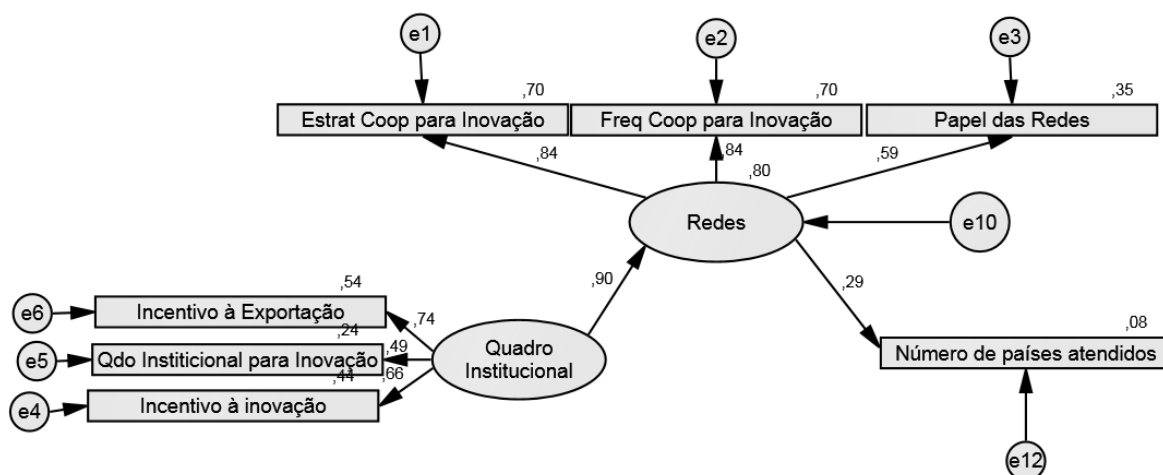 e1
e2
e3
,70
,70
,35
Estrat Coop para Inovação
Freq Coop para Inovação
Papel das Redes
,84
,84
,59
,80
Redes
e10
,90
,29
,54
e6
Incentivo à Exportação
,74
,24
e5
Qdo Institicional para Inovação
,49
Quadro
Institucional
,08
Número de países atendidos
,44
,66
e4
Incentivo à inovação
e12